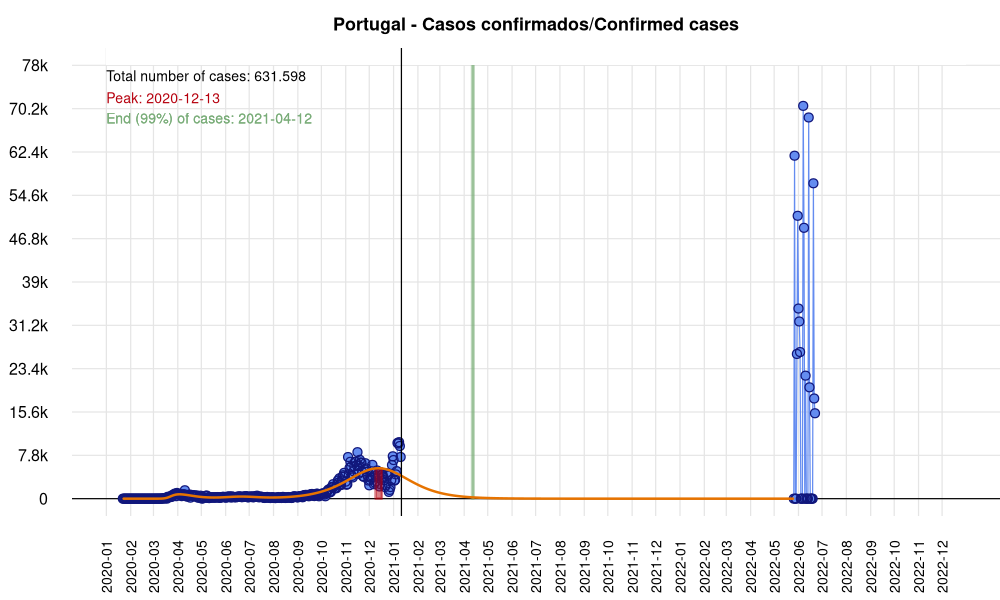 Portugal - Casos confirmados/Confirmed cases
Total number of cases: 631.598
Peak: 2020-12-13
End (99%) of cases: 2021-04-12
78k
70.2k
62.4k
54.6k
46.8k
39k
31.2k
23.4k
15.6k
7.8k
0
2020-01
2020-02
2020-03
2020-04
2020-05
2020-06
2020-07
2020-08
2020-09
2020-10
2020-11
2020-12
2021-01
2021-02
2021-03
2021-04
2021-05
2021-06
2021-07
2021-08
2021-09
2021-10
2021-11
2021-12
2022-01
2022-02
2022-03
2022-04
2022-05
2022-06
2022-07
2022-08
2022-09
2022-10
2022-11
2022-12